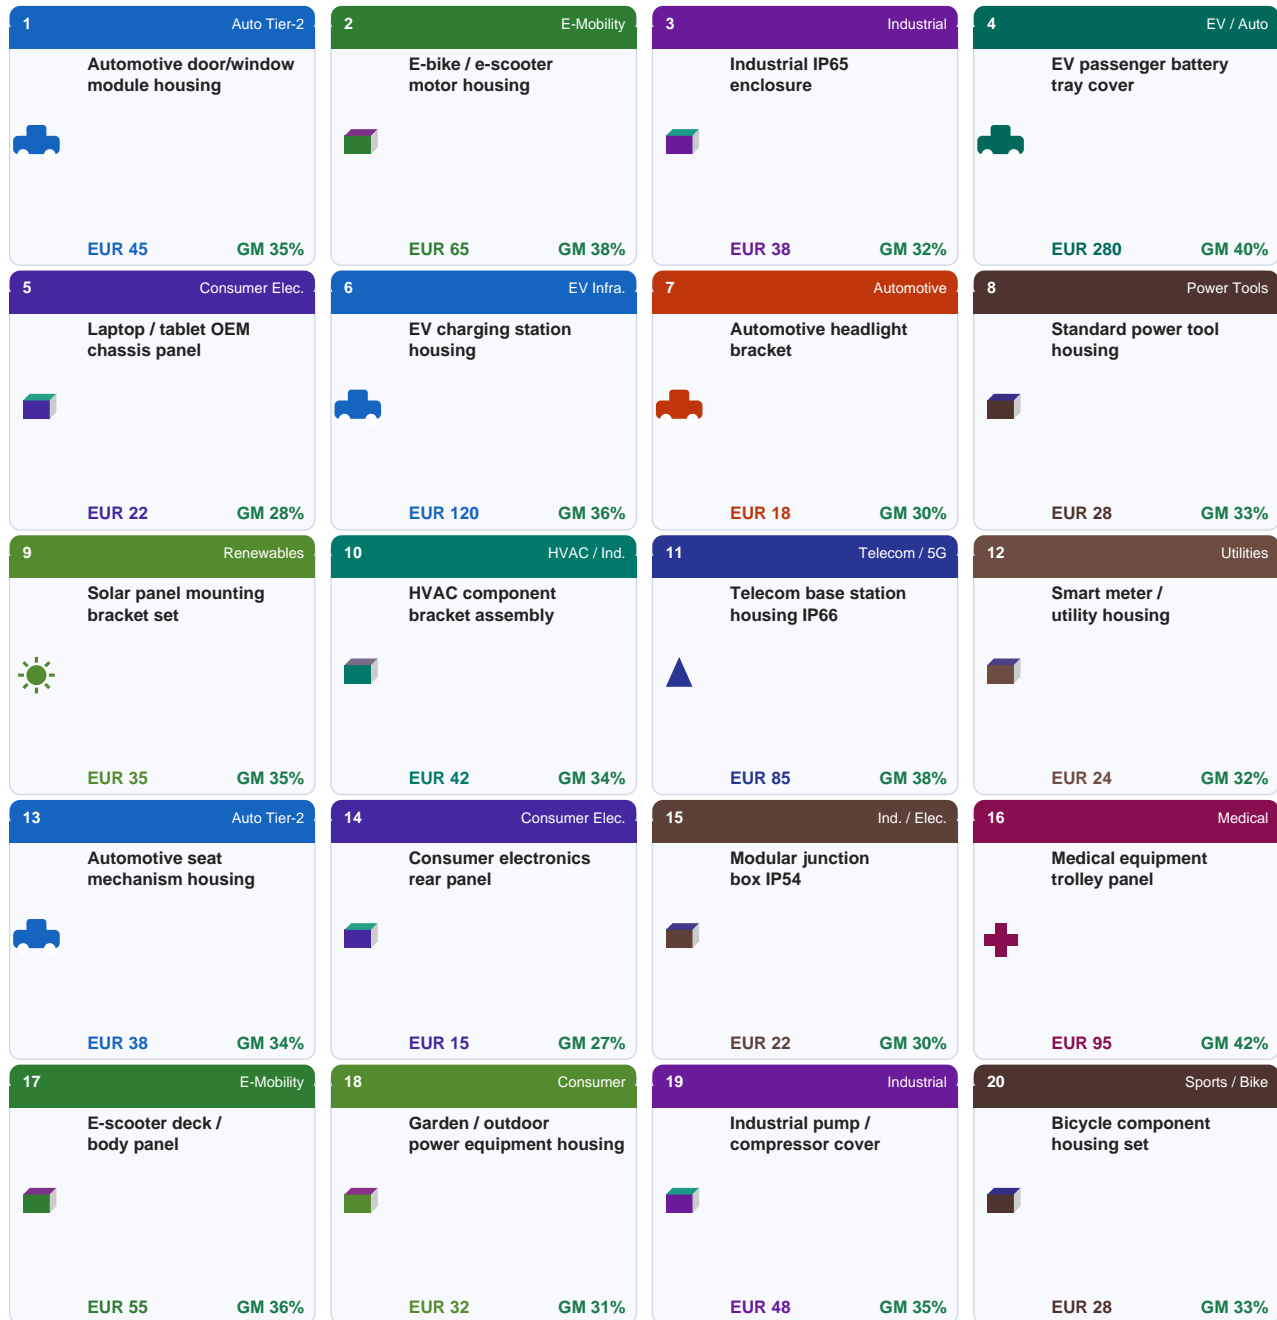 1 Auto Tier-2
Automotive door/window
module housing
EUR 45 GM 35%
2 E-Mobility
E-bike / e-scooter
motor housing
EUR 65 GM 38%
3 Industrial
Industrial IP65
enclosure
EUR 38 GM 32%
4 EV / Auto
EV passenger battery
tray cover
EUR 280 GM 40%
5 Consumer Elec.
Laptop / tablet OEM
chassis panel
EUR 22 GM 28%
6 EV Infra.
EV charging station
housing
EUR 120 GM 36%
7 Automotive
Automotive headlight
bracket
EUR 18 GM 30%
8 Power Tools
Standard power tool
housing
EUR 28 GM 33%
9 Renewables
Solar panel mounting
bracket set
EUR 35 GM 35%
10 HVAC / Ind.
HVAC component
bracket assembly
EUR 42 GM 34%
11 Telecom / 5G
Telecom base station
housing IP66
EUR 85 GM 38%
12 Utilities
Smart meter /
utility housing
EUR 24 GM 32%
13 Auto Tier-2
Automotive seat
mechanism housing
EUR 38 GM 34%
14 Consumer Elec.
Consumer electronics
rear panel
EUR 15 GM 27%
15 Ind. / Elec.
Modular junction
box IP54
EUR 22 GM 30%
16 Medical
Medical equipment
trolley panel
EUR 95 GM 42%
17 E-Mobility
E-scooter deck /
body panel
EUR 55 GM 36%
18 Consumer
Garden / outdoor
power equipment housing
EUR 32 GM 31%
19 Industrial
Industrial pump /
compressor cover
EUR 48 GM 35%
20 Sports / Bike
Bicycle component
housing set
EUR 28 GM 33%